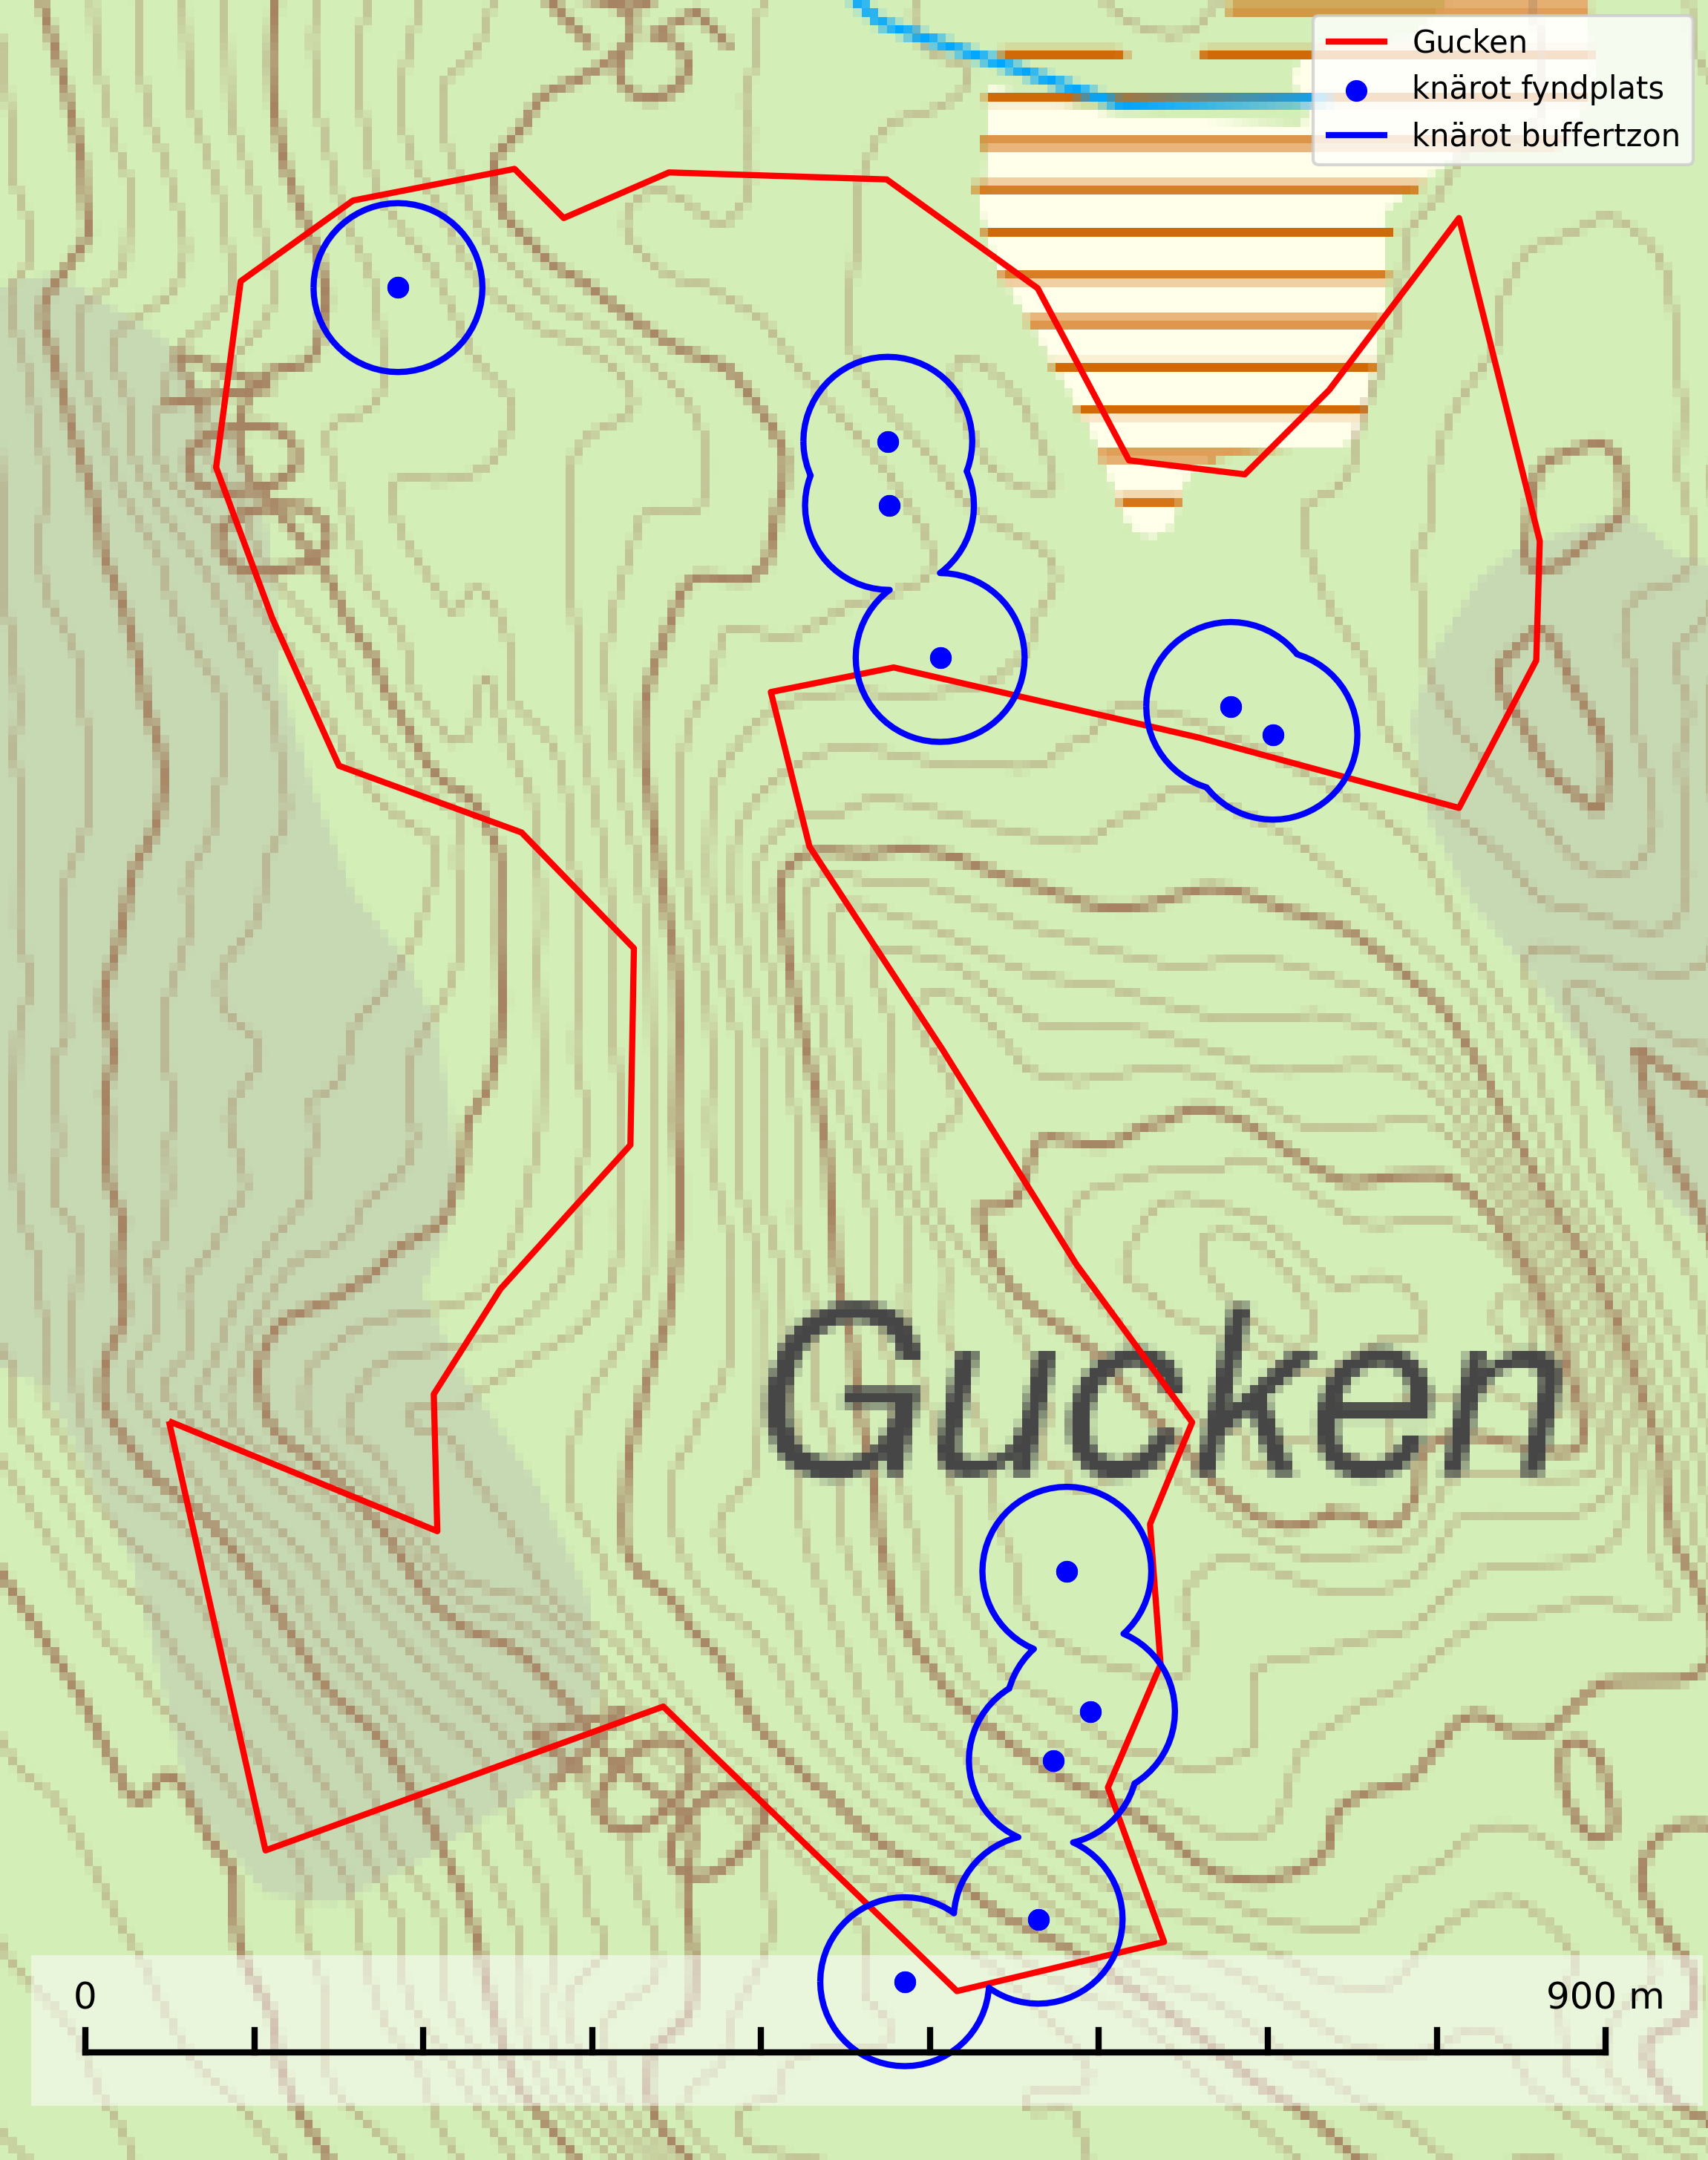 Gucken
knärot fyndplats
knärot buffertzon
Gucken
0
900 m